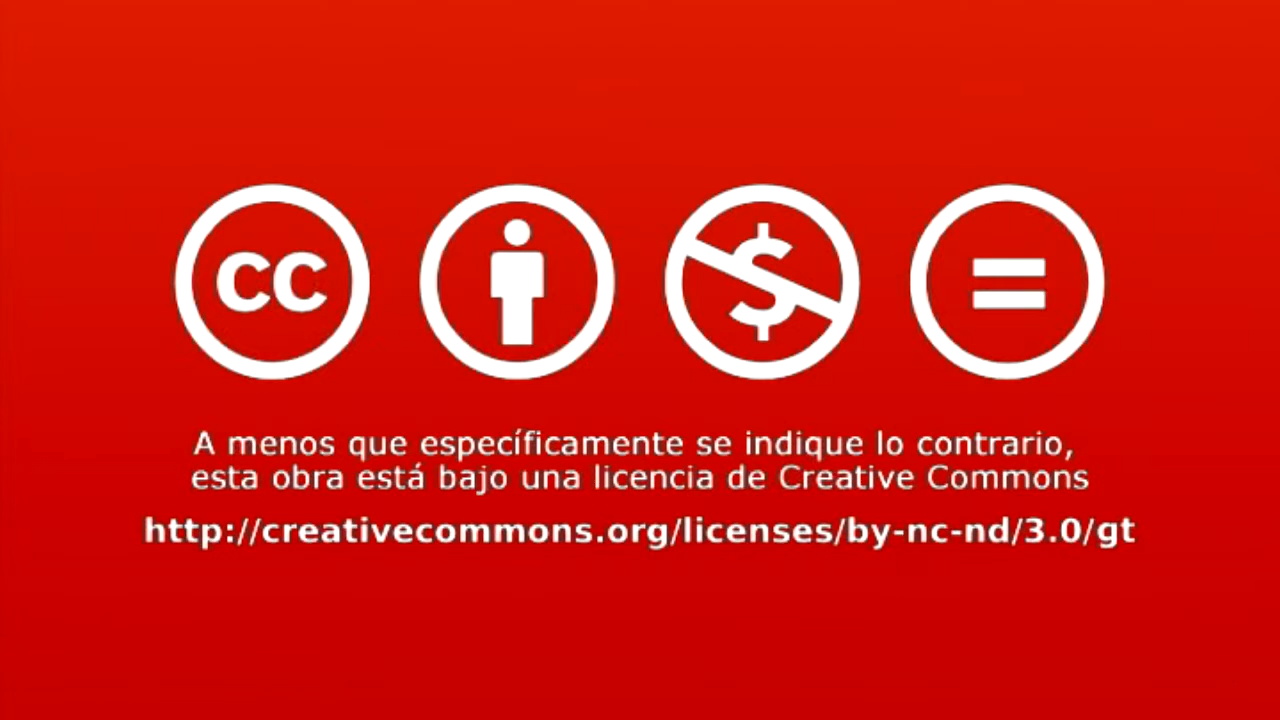 cc $ =
A menos que específicamente se indique lo contrario,
esta obra está bajo una licencia de Creative Commons
http://creativecommons.org/licenses/by-nc-nd/3.0/gt